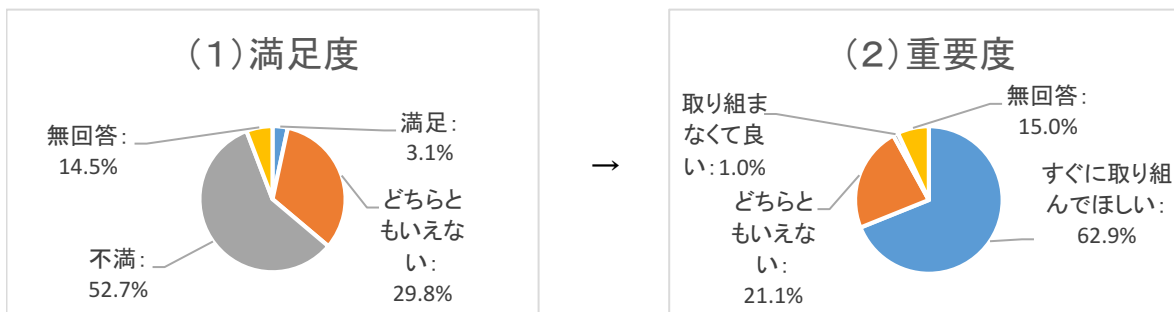 (1)満足度
満足:
3.1%
どちらと
もいえな
い:
29.8%
不満:
52.7%
無回答:
14.5%
→
(2)重要度
取り組ま
なくて良
い:1.0%
無回答:
15.0%
すぐに取り組
んでほしい:
62.9%
どちらと
もいえな
い:
21.1%